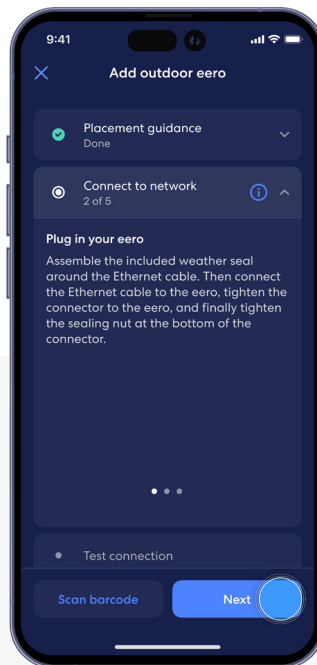 9:41
Add outdoor eero
Placement guidance
Done
Connect to network
2 of 5
Plug in your eero
Assemble the included weather seal
around the Ethernet cable. Then connect
the Ethernet cable to the eero, tighten the
connector to the eero, and finally tighten
the sealing nut at the bottom of the
connector.
Test connection
Scan barcode
Next